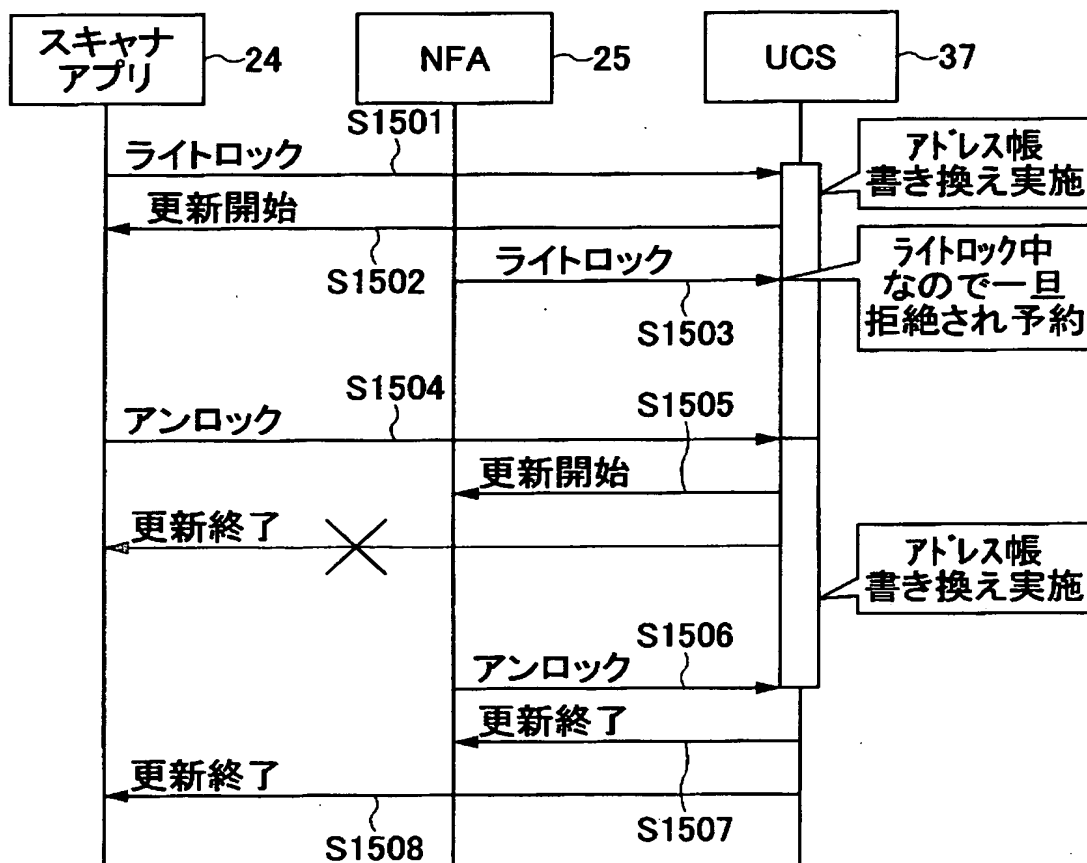 スキャナ
アプリ
24
NFA
25
UCS
37
S1501
ライトロック
アドレス帳
書き換え実施
更新開始
S1502
ライトロック
S1503
ライトロック中
なので一旦
拒絶され予約
S1504
アンロック
S1505
更新開始
更新終了
アドレス帳
書き換え実施
S1506
アンロック
更新終了
S1507
更新終了
S1508